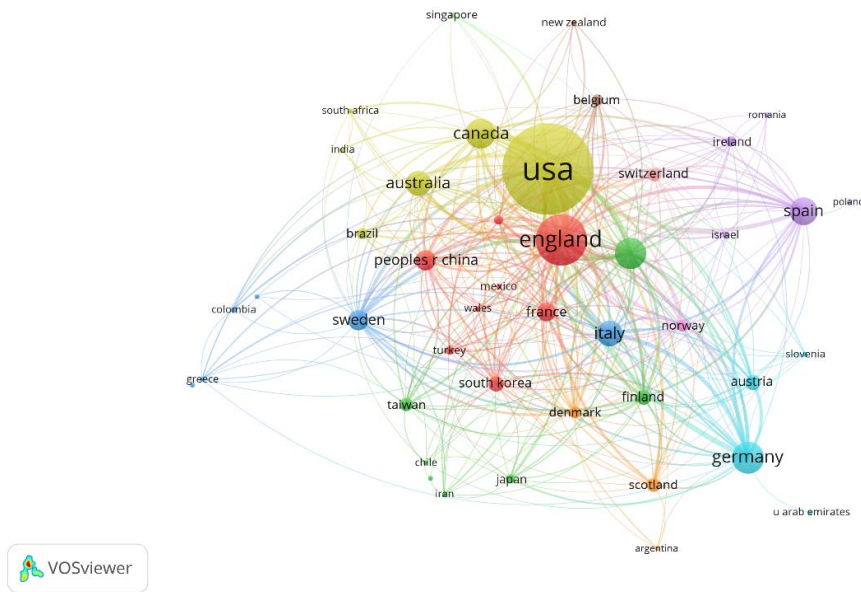 singapore
new zealand
belgium
south africa
romania
canada
ireland
india
usa
switzerland
australia
poland
spain
brazil
israel
england
peoples r china
mexico
colombia
wales
france
sweden
norway
italy
turkey
slovenia
greece
south korea
austria
finland
taiwan
denmark
germany
chile
japan
scotland
iran
u arab emirates
argentina
VOSviewer